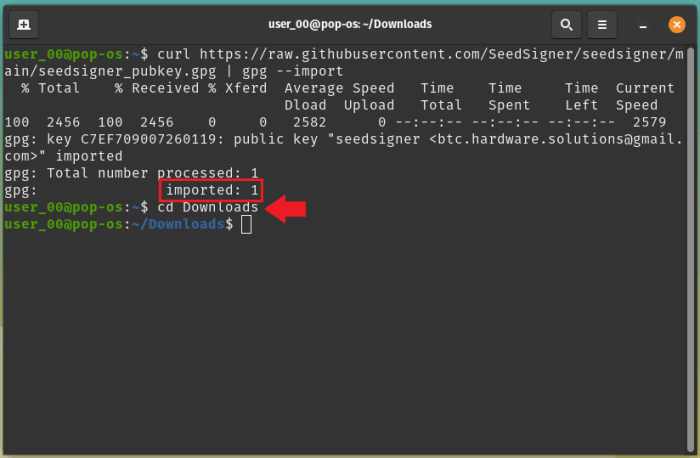 user_00@pop-os: ~/Downloads
user_00@pop-os:~$ curl https://raw.githubusercontent.com/SeedSigner/seedsigner/m
ain/seedsigner_pubkey.gpg | gpg --import
  % Total    % Received % Xferd  Average Speed   Time    Time     Time  Current
                                 Dload  Upload   Total   Spent    Left  Speed
100  2456  100  2456    0     0   2582      0 --:--:-- --:--:-- --:--:--  2579
gpg: key C7EF709007260119: public key "seedsigner <btc.hardware.solutions@gmail.
com>" imported
gpg: Total number processed: 1
gpg:               imported: 1
user_00@pop-os:~$ cd Downloads
user_00@pop-os:~/Downloads$